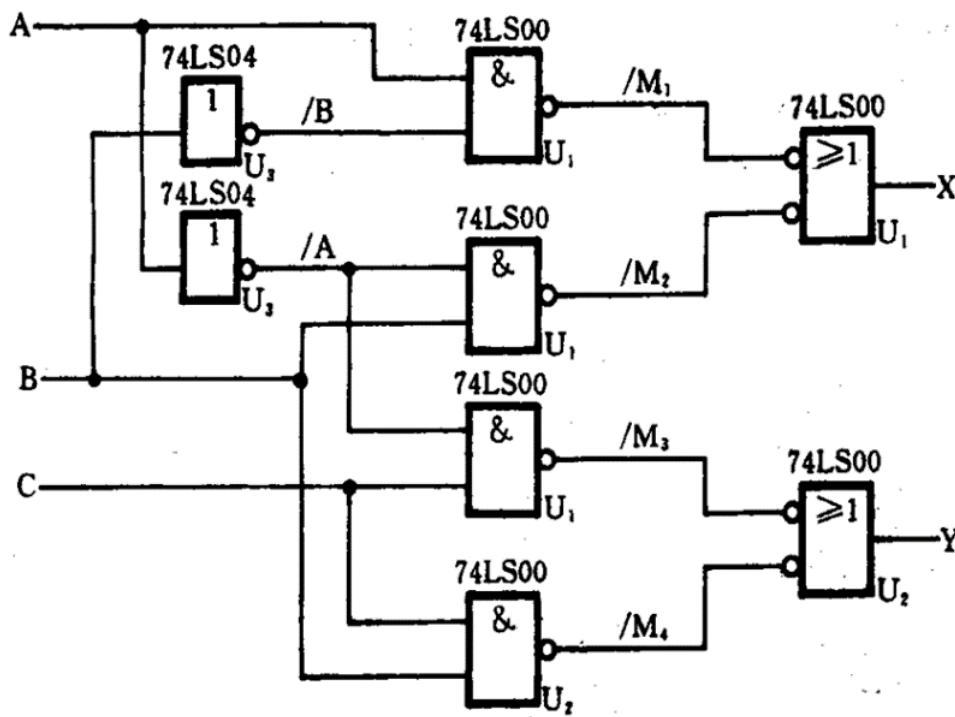 A
74LS00
74LS04
&
/M₁
1
/B
74LS00
U₃
U₁
≥1
74LS04
X
1
74LS00
/A
U₁
&
/M₂
U₃
U₁
B
74LS00
&
/M₃
74LS00
C
≥1
U₁
Y
74LS00
U₂
&
/M₄
U₂